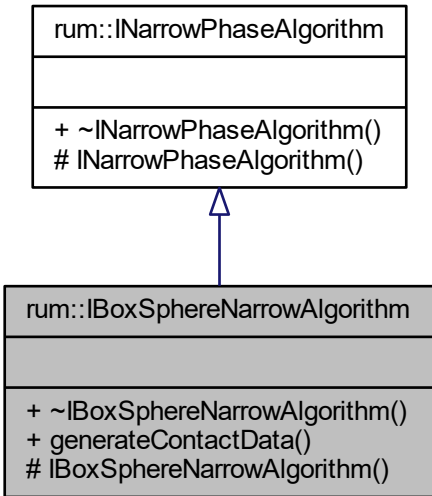 rum::INarrowPhaseAlgorithm
+ ~INarrowPhaseAlgorithm()
# INarrowPhaseAlgorithm()
rum::IBoxSphereNarrowAlgorithm
+ ~IBoxSphereNarrowAlgorithm()
+ generateContactData()
# IBoxSphereNarrowAlgorithm()